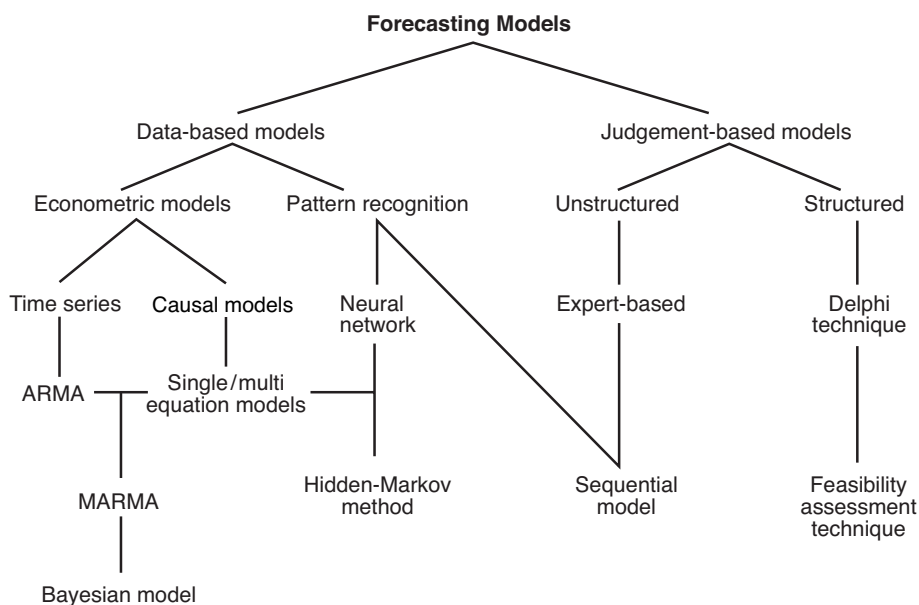 Forecasting Models
Data-based models
Judgement-based models
Econometric models
Pattern recognition
Unstructured
Structured
Time series
Causal models
Neural
network
Expert-based
Delphi
technique
ARMA
Single/multi
equation models
MARMA
Hidden-Markov
method
Sequential
model
Feasibility
assessment
technique
Bayesian model